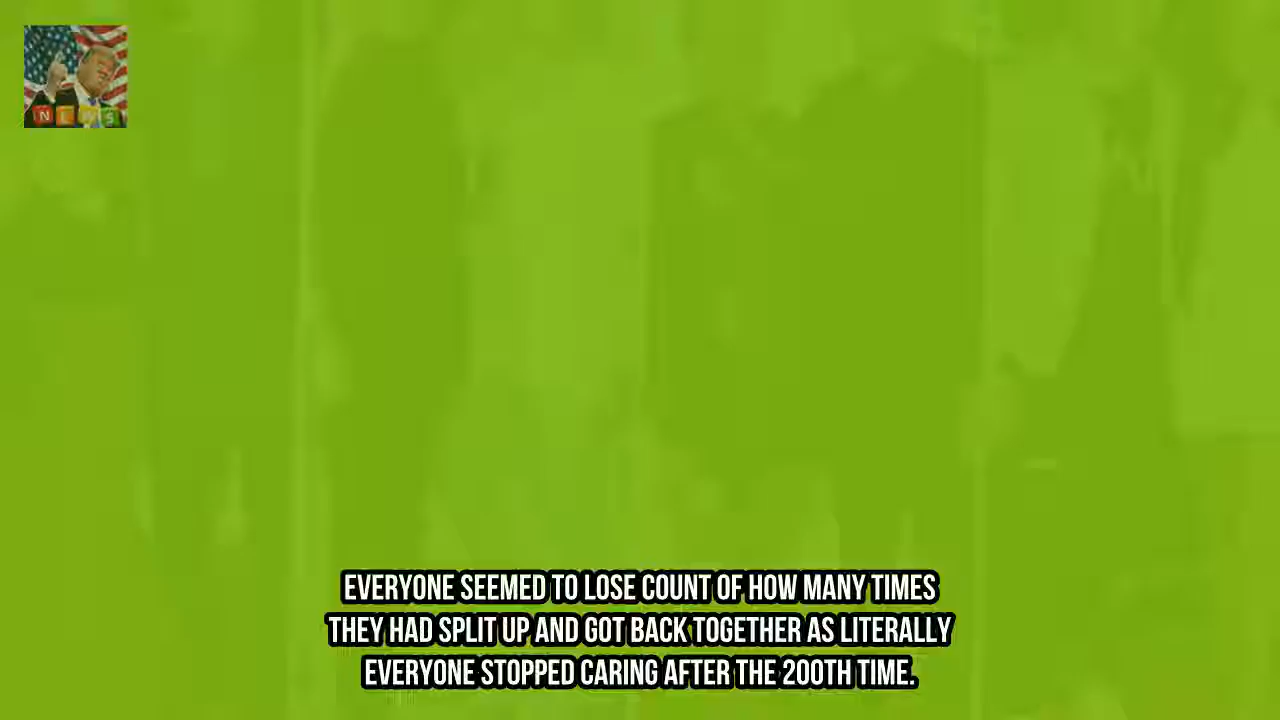 NEWS
EVERYONE SEEMED TO LOSE COUNT OF HOW MANY TIMES
THEY HAD SPLIT UP AND GOT BACK TOGETHER AS LITERALLY
EVERYONE STOPPED CARING AFTER THE 200TH TIME.